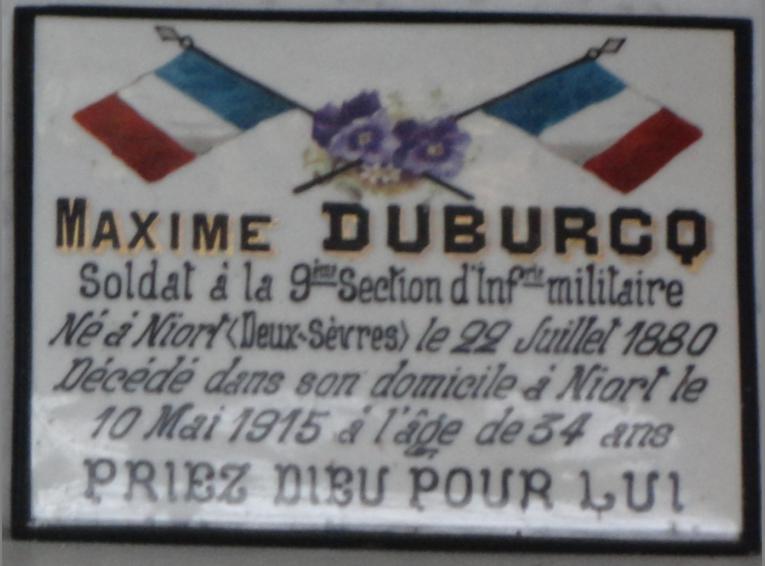 MAXIME DUBURCQ
Soldat à la 9ème Section d'Infrie militaire
Né à Niort (Deux-Sèvres) le 22 Juillet 1880
Décédé dans son domicile à Niort le
10 Mai 1915 à l'âge de 34 ans
PRIEZ DIEU POUR LUI